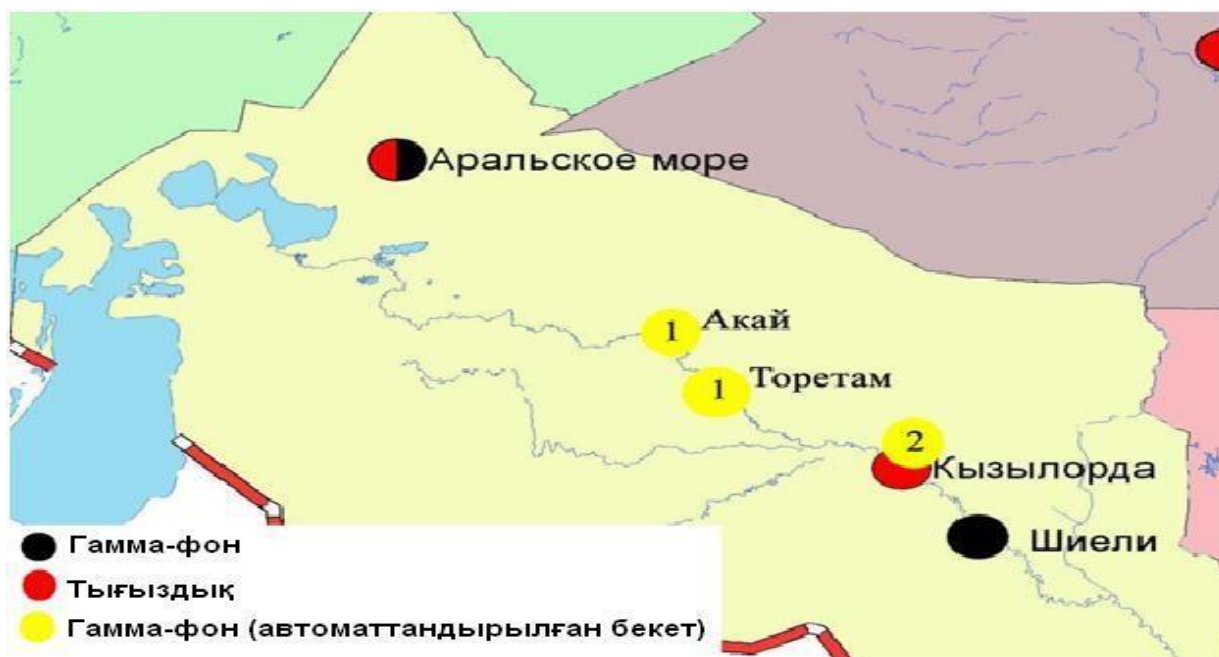 Аральское море
1 Акай
1 Торетам
2
Кызылорда
Шиели
Гамма-фон
Тығыздық
Гамма-фон (автоматтандырылған бекет)